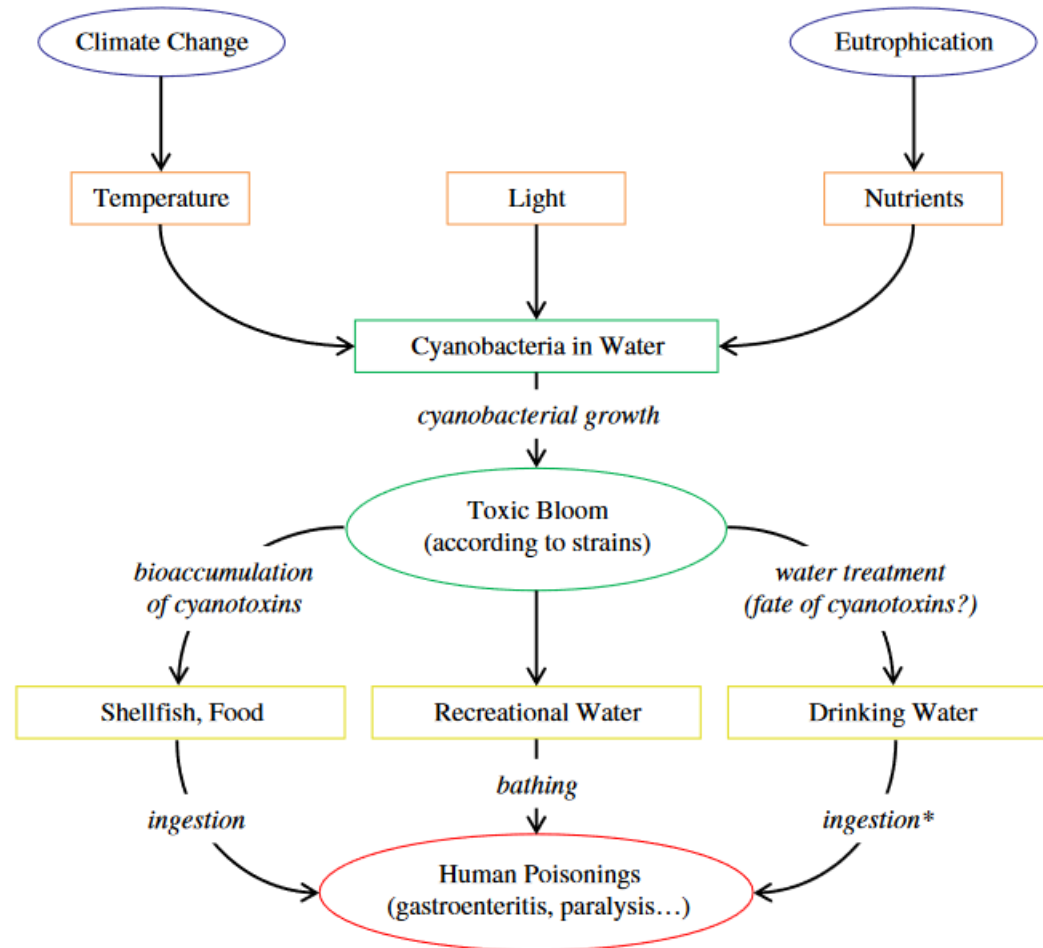 Climate Change
Eutrophication
Temperature
Light
Nutrients
Cyanobacteria in Water
cyanobacterial growth
Toxic Bloom
(according to strains)
bioaccumulation
of cyanotoxins
water treatment
(fate of cyanotoxins?)
Shellfish, Food
Recreational Water
Drinking Water
ingestion
bathing
ingestion*
Human Poisonings
(gastroenteritis, paralysis…)